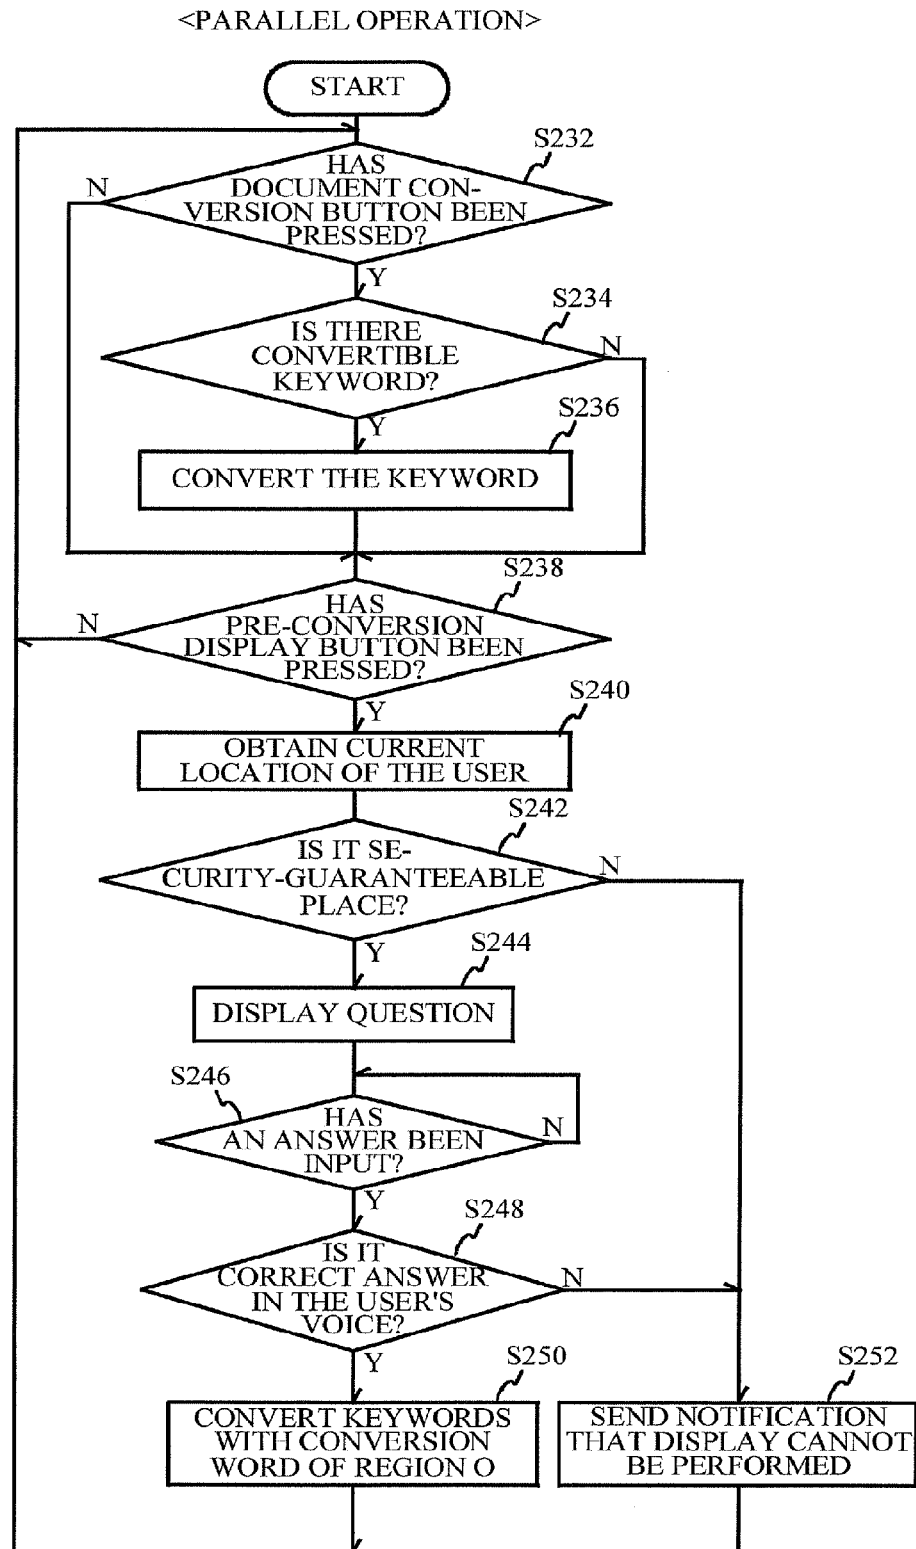 <PARALLEL OPERATION>
START
S232
N
HAS
DOCUMENT CON-
VERSION BUTTON BEEN
PRESSED?
Y
S234
IS THERE
CONVERTIBLE
KEYWORD?
N
Y
S236
CONVERT THE KEYWORD
S238
N
HAS
PRE-CONVERSION
DISPLAY BUTTON BEEN
PRESSED?
Y
S240
OBTAIN CURRENT
LOCATION OF THE USER
S242
IS IT SE-
CURITY-GUARANTEEABLE
PLACE?
N
Y
S244
DISPLAY QUESTION
S246
HAS
AN ANSWER BEEN
INPUT?
N
Y
S248
IS IT
CORRECT ANSWER
IN THE USER'S
VOICE?
N
Y
S250
CONVERT KEYWORDS
WITH CONVERSION
WORD OF REGION O
S252
SEND NOTIFICATION
THAT DISPLAY CANNOT
BE PERFORMED